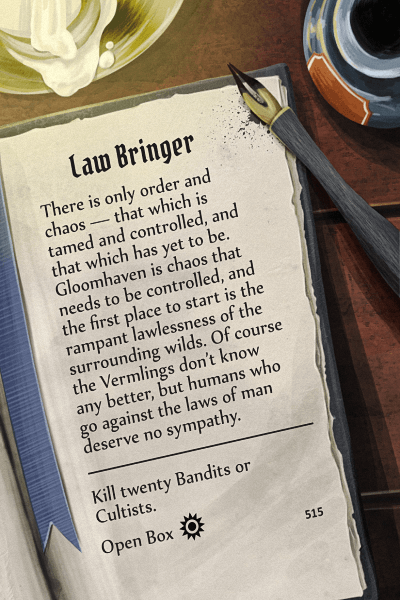 Law Bringer
There is only order and
chaos — that which is
tamed and controlled, and
that which has yet to be.
Gloomhaven is chaos that
needs to be controlled, and
the first place to start is the
rampant lawlessness of the
surrounding wilds. Of course
the Vermlings don't know
any better, but humans who
go against the laws of man
deserve no sympathy.
Kill twenty Bandits or
Cultists.
Open Box
515